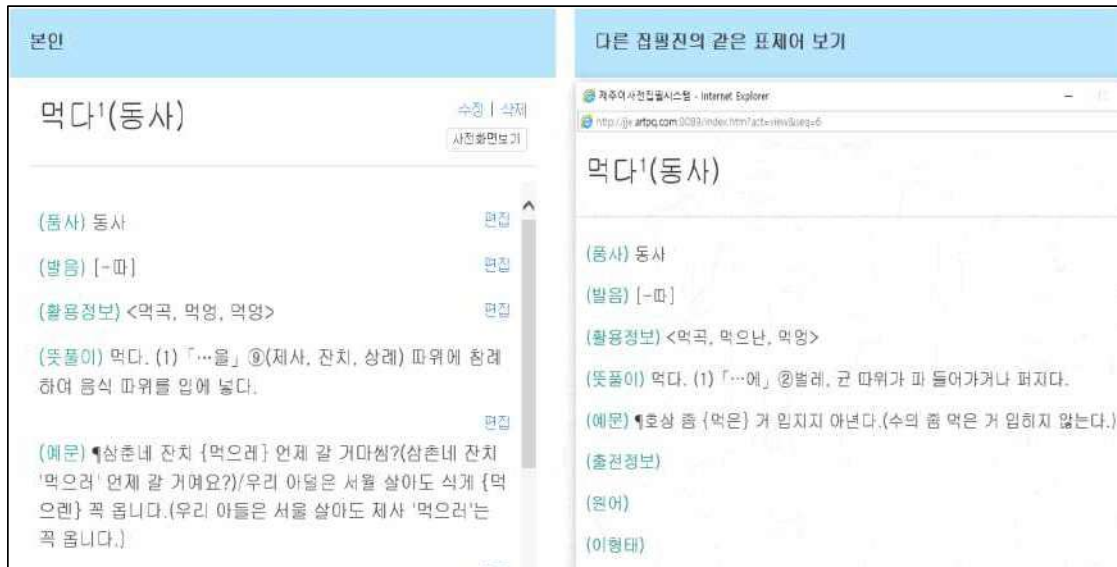 본인
먹다¹(동사)
수정 | 삭제
사전화면보기
(품사) 동사
편집
(발음) [-따]
편집
(활용정보) <먹곡, 먹엉, 먹엉>
편집
(뜻풀이) 먹다. (1)「…을」⑨(제사, 잔치, 상례) 따위에 참례
하여 음식 따위를 입에 넣다.
편집
(예문) ¶삼춘네 잔치 {먹으레} 언제 갈 거마씸?(삼촌네 잔치
'먹으러' 언제 갈 거예요?)/우리 아덜은 서월 살아도 식게 {먹
으렌} 꼭 옵니다.(우리 아들은 서울 살아도 제사 '먹으러'는
꼭 옵니다.)
다른 집필진의 같은 표제어 보기
제주어사전집필시스템 - Internet Explorer
먹다¹(동사)
(품사) 동사
(발음) [-따]
(활용정보) <먹곡, 먹으난, 먹엉>
(뜻풀이) 먹다. (1)「…에」②벌레, 균 따위가 파 들어가거나 퍼지다.
(예문) ¶호상 좀 {먹은} 거 입지지 아년다.(수의 좀 먹은 거 입히지 않는다.)
(출전정보)
(원어)
(이형태)